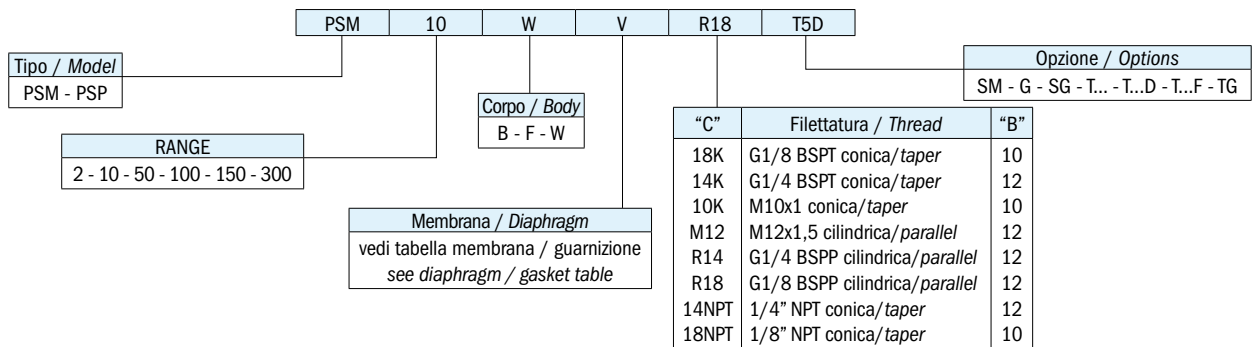 PSM 10 W V R18 T5D
Tipo / Model
PSM - PSP
Opzione / Options
SM - G - SG - T... - T...D - T...F - TG
Corpo / Body
B - F - W
RANGE
2 - 10 - 50 - 100 - 150 - 300
Membrana / Diaphragm
vedi tabella membrana / guarnizione
see diaphragm / gasket table
“C” Filettatura / Thread “B”
18K G1/8 BSPT conica/taper 10
14K G1/4 BSPT conica/taper 12
10K M10x1 conica/taper 10
M12 M12x1,5 cilindrica/parallel 12
R14 G1/4 BSPP cilindrica/parallel 12
R18 G1/8 BSPP cilindrica/parallel 12
14NPT 1/4” NPT conica/taper 12
18NPT 1/8” NPT conica/taper 10